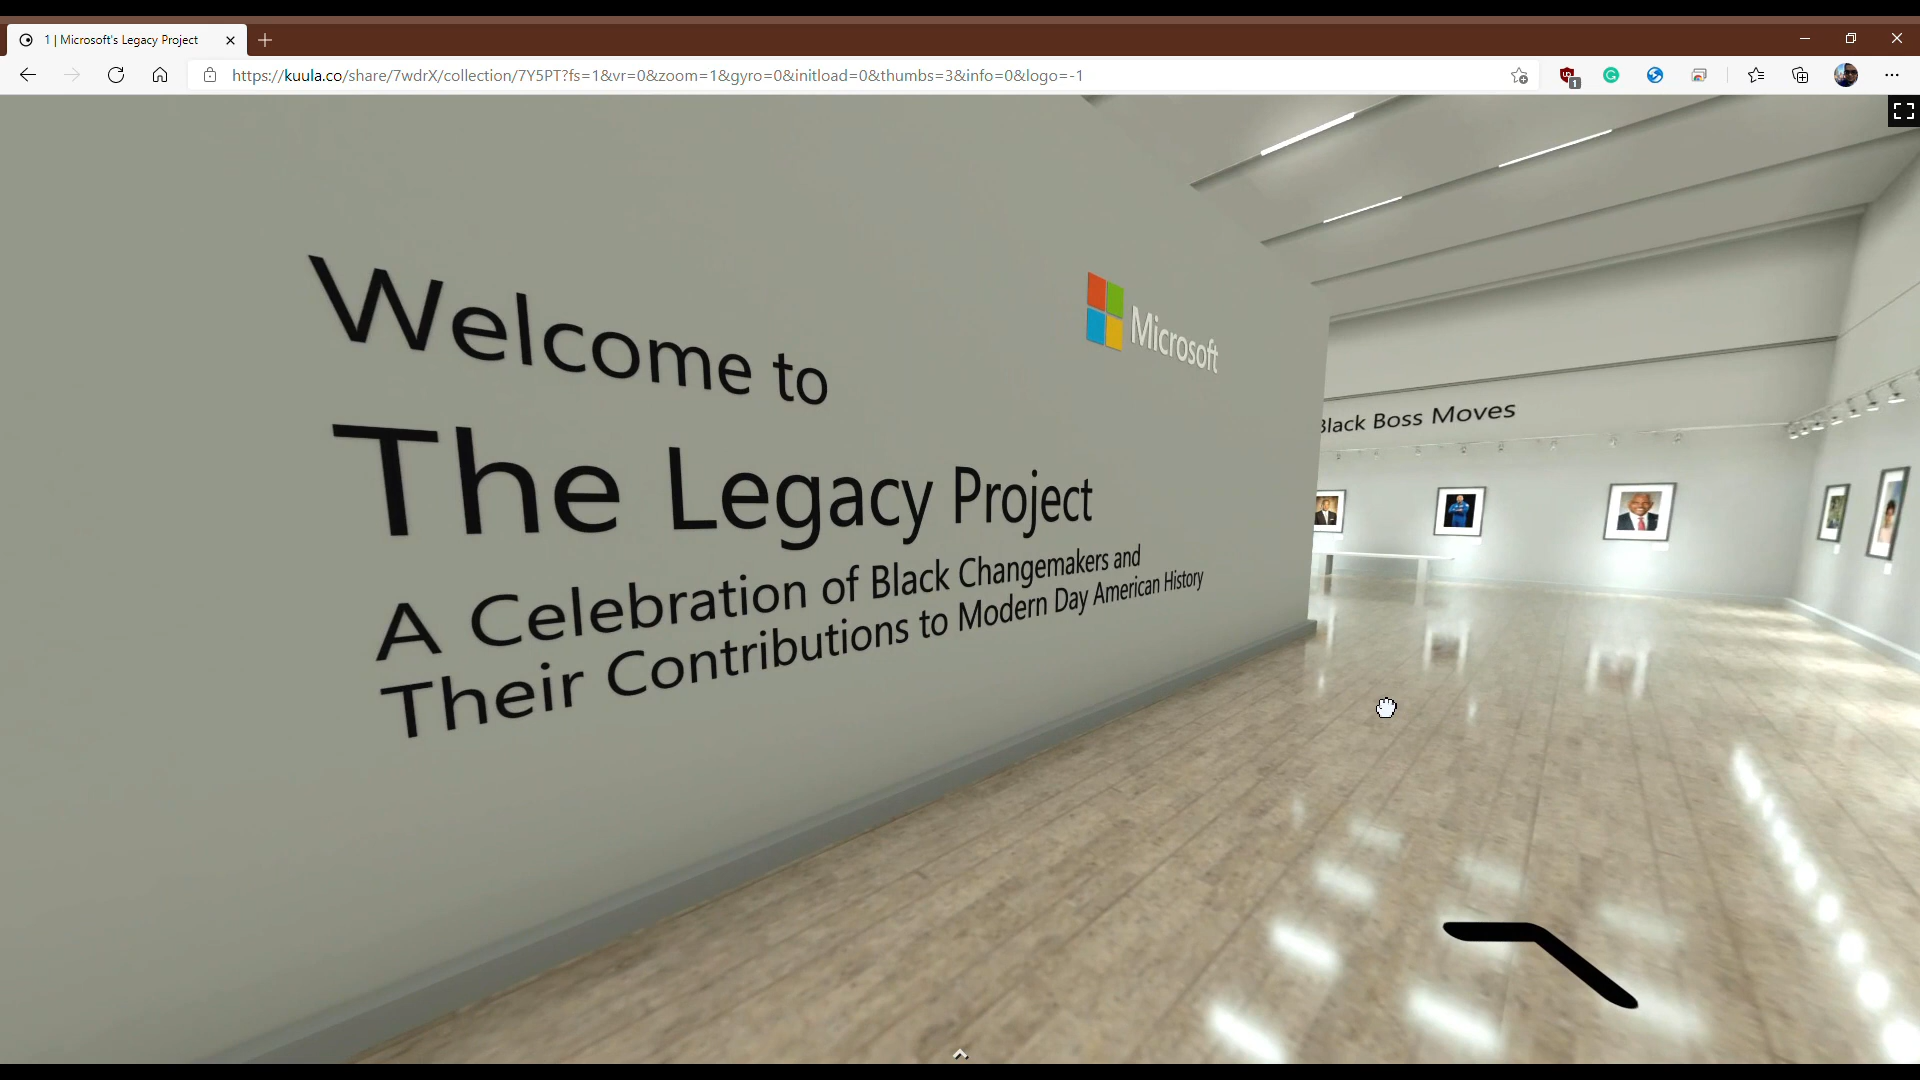 1 | Microsoft's Legacy Project
https://kuula.co/share/7wdrX/collection/7Y5PT?fs=1&vr=0&zoom=1&gyro=0&initload=0&thumbs=3&info=0&logo=-1
1
Welcome to
The Legacy Project
A Celebration of Black Changemakers and
Their Contributions to Modern Day American History
Microsoft
Black Boss Moves